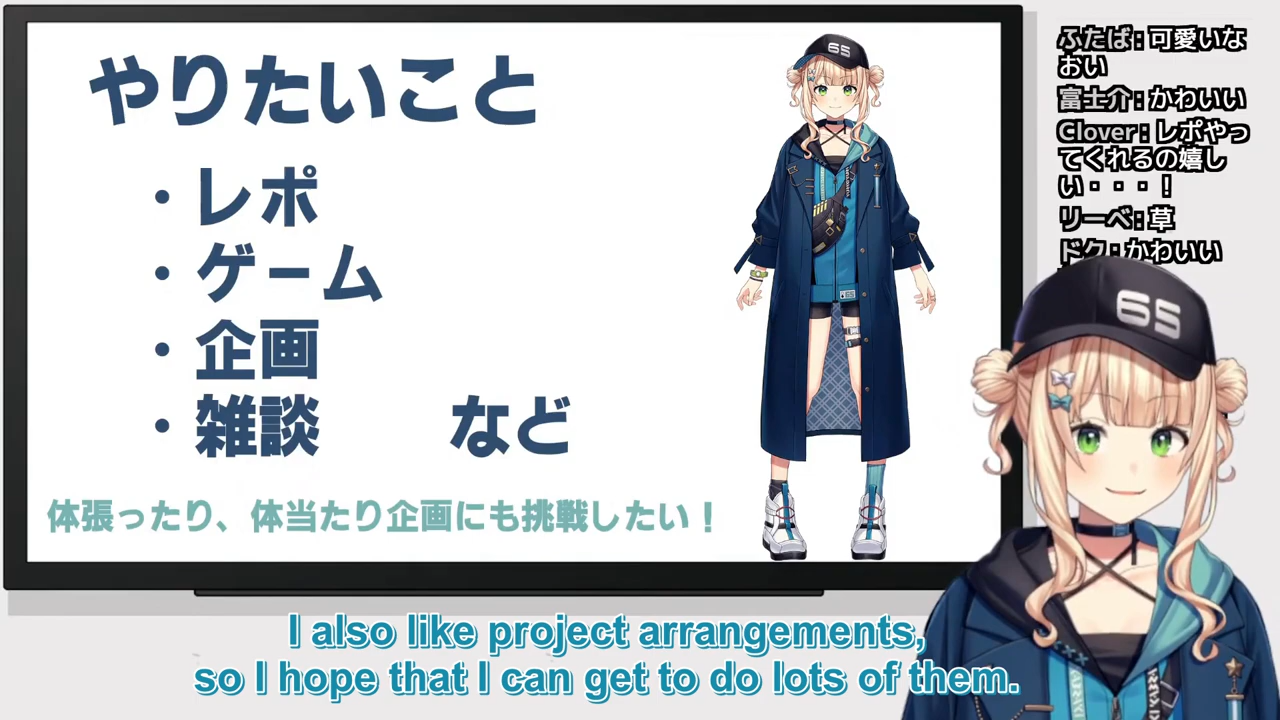 やりたいこと
・レポ
・ゲーム
・企画
・雑談 など
体張ったり、体当たり企画にも挑戦したい!
65
ふたば: 可愛いな
おい
富士介: かわいい
Clover: レポやっ
てくれるの嬉し
い・・・!
リーベ: 草
ドク: かわいい
65
I also like project arrangements,
so I hope that I can get to do lots of them.